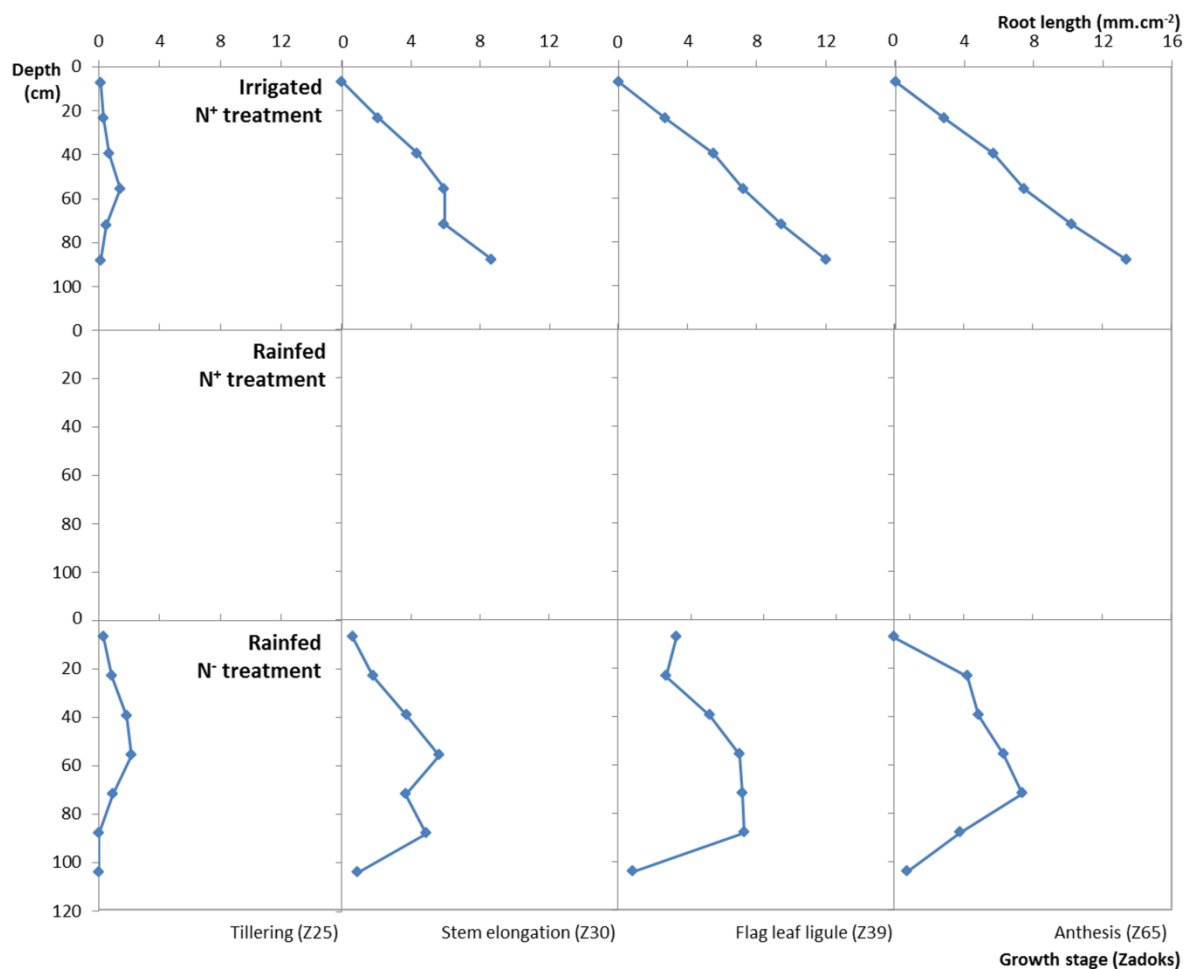 Root length (mm.cm⁻²)
0 4 8 12 0 4 8 12 0 4 8 12 0 4 8 12 16
Depth
(cm)
0
20
40
60
80
100
Irrigated
N⁺ treatment
0
20
40
60
80
100
Rainfed
N⁺ treatment
0
20
40
60
80
100
120
Rainfed
N⁻ treatment
Tillering (Z25) Stem elongation (Z30) Flag leaf ligule (Z39) Anthesis (Z65)
Growth stage (Zadoks)